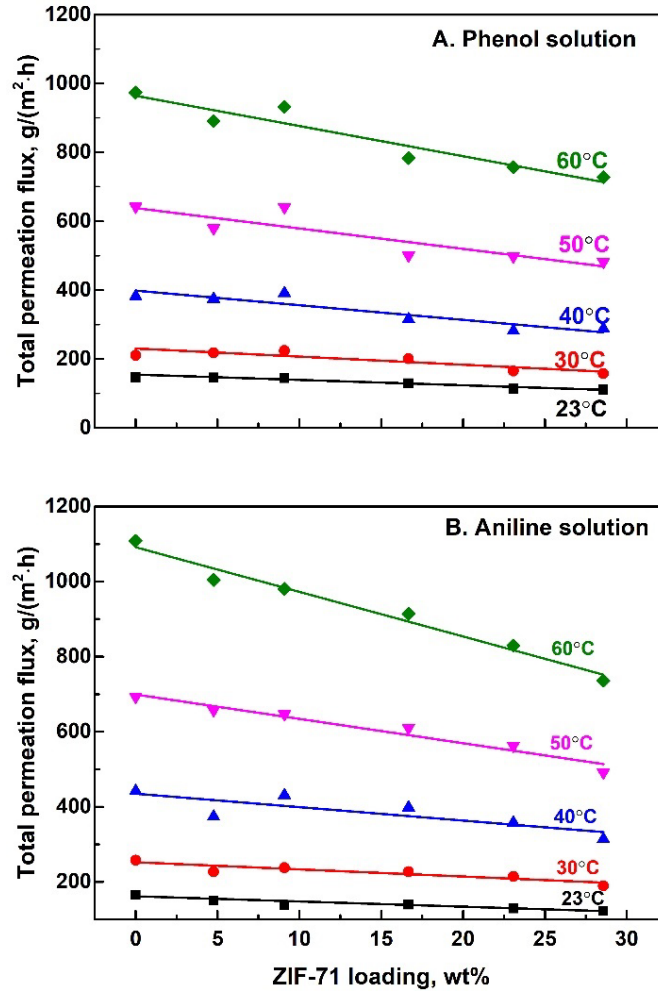 A. Phenol solution
Total permeation flux, g/(m²·h)
1200
1000
800
600
400
200
0
60°C
50°C
40°C
30°C
23°C
B. Aniline solution
Total permeation flux, g/(m²·h)
1200
1000
800
600
400
200
60°C
50°C
40°C
30°C
23°C
0 5 10 15 20 25 30
ZIF-71 loading, wt%